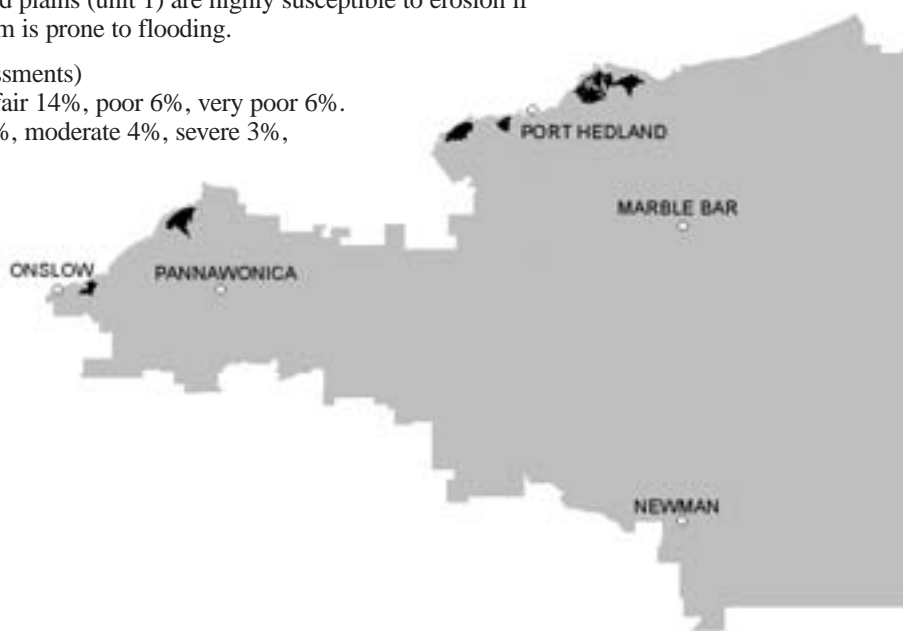 d plains (unit 1) are highly susceptible to erosion if
m is prone to flooding.
ssments)
fair 14%, poor 6%, very poor 6%.
%, moderate 4%, severe 3%,
PORT HEDLAND
MARBLE BAR
ONSLOW
PANNAWONICA
NEWMAN